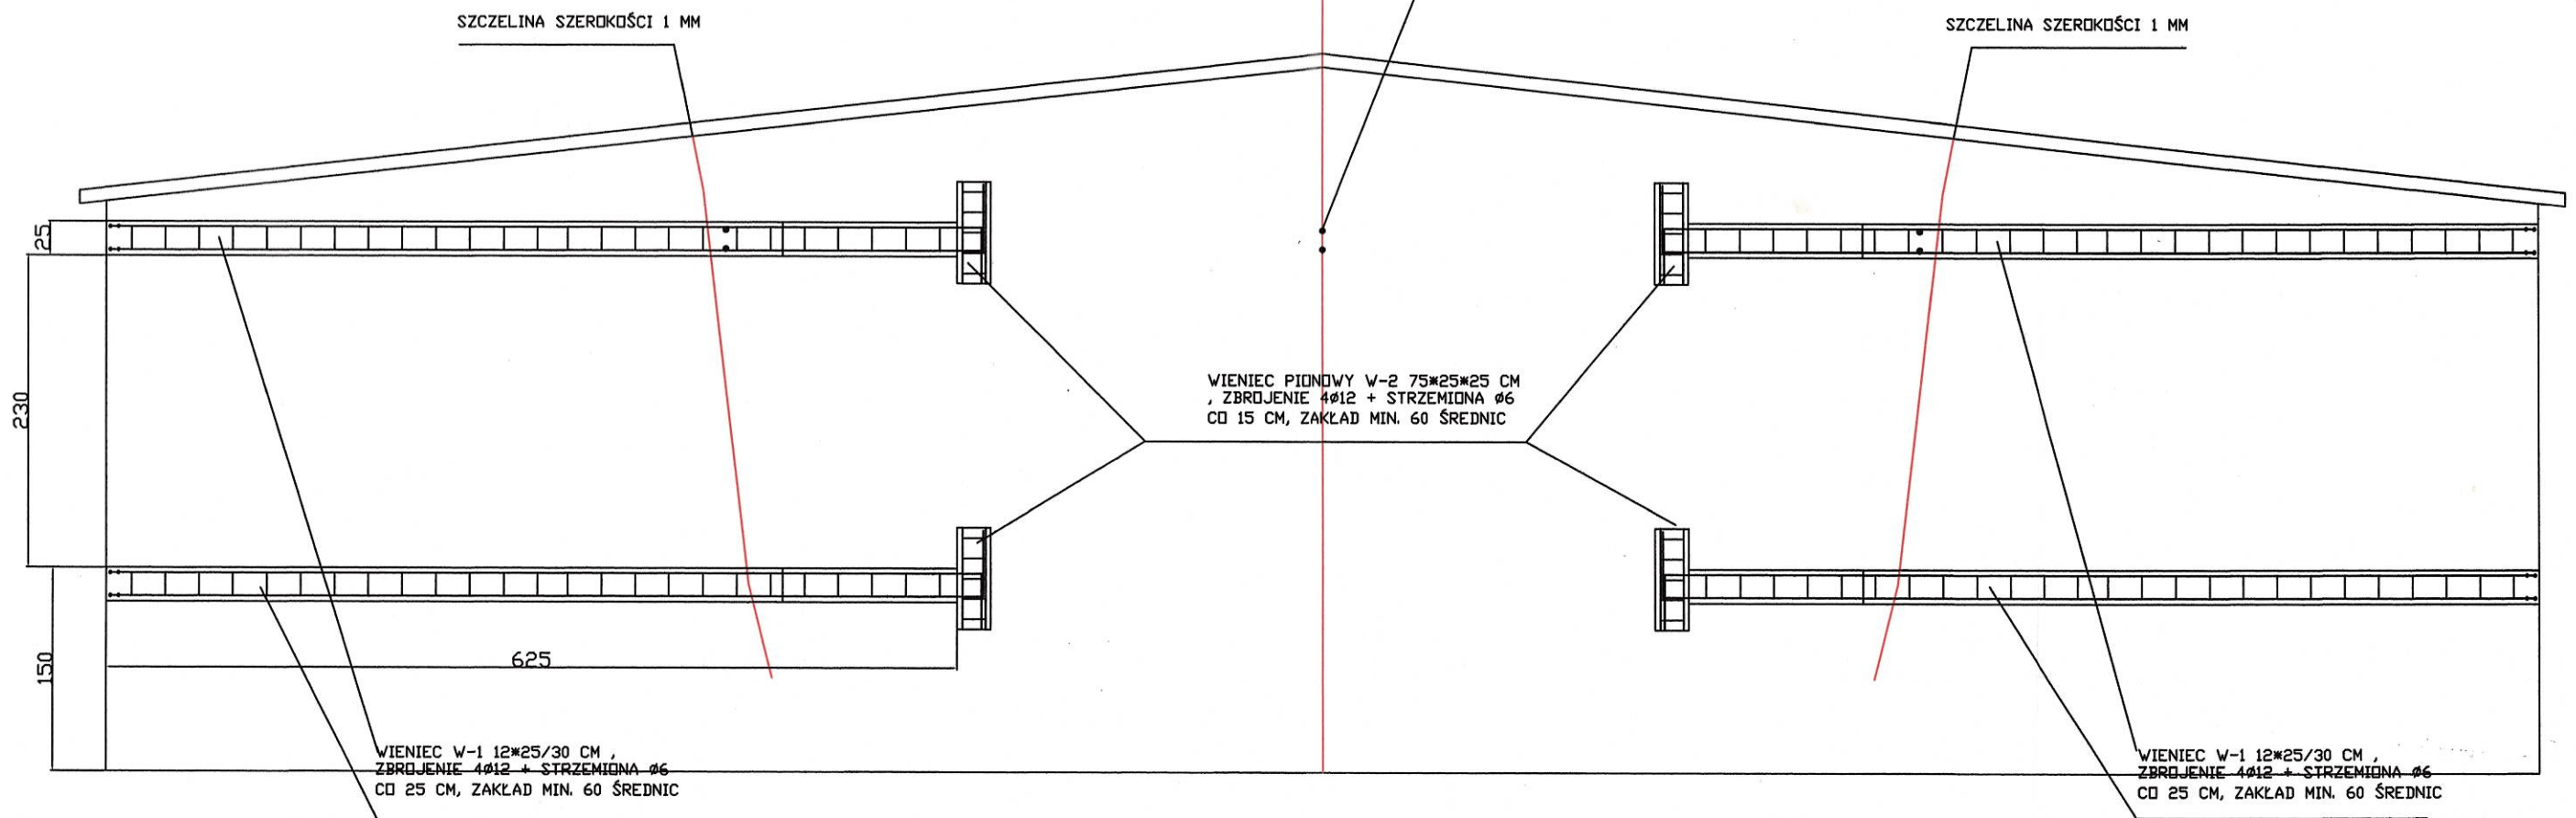 SZCZELINA SZEROKOŚCI 1 MM
SZCZELINA SZEROKOŚCI 1 MM
25
230
WIENIEC PIONOWY W-2 75*25*25 CM
, ZBROJENIE 4ø12 + STRZEMIONA ø6
CO 15 CM, ZAKŁAD MIN. 60 ŚREDNIC
150
625
WIENIEC W-1 12*25/30 CM ,
ZBROJENIE 4ø12 + STRZEMIONA ø6
CO 25 CM, ZAKŁAD MIN. 60 ŚREDNIC
WIENIEC W-1 12*25/30 CM ,
ZBROJENIE 4ø12 + STRZEMIONA ø6
CO 25 CM, ZAKŁAD MIN. 60 ŚREDNIC